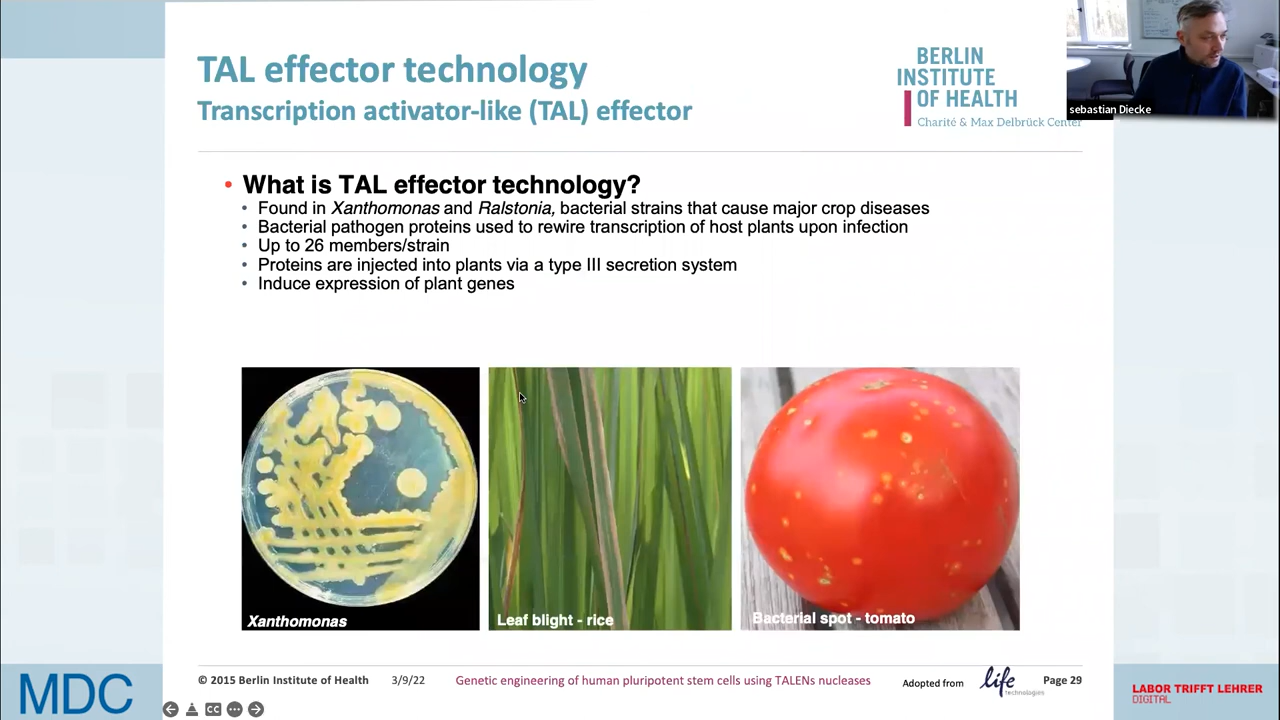 TAL effector technology
Transcription activator-like (TAL) effector
BERLIN
INSTITUTE
OF HEALTH
Charité & Max Delbrück Center
sebastian Diecke
• What is TAL effector technology?
• Found in Xanthomonas and Ralstonia, bacterial strains that cause major crop diseases
• Bacterial pathogen proteins used to rewire transcription of host plants upon infection
• Up to 26 members/strain
• Proteins are injected into plants via a type III secretion system
• Induce expression of plant genes
Xanthomonas
Leaf blight - rice
Bacterial spot - tomato
© 2015 Berlin Institute of Health
3/9/22
Genetic engineering of human pluripotent stem cells using TALENs nucleases
Adopted from
life
technologies
Page 29
MDC
CC
LABOR TRIFFT LEHRER
DIGITAL